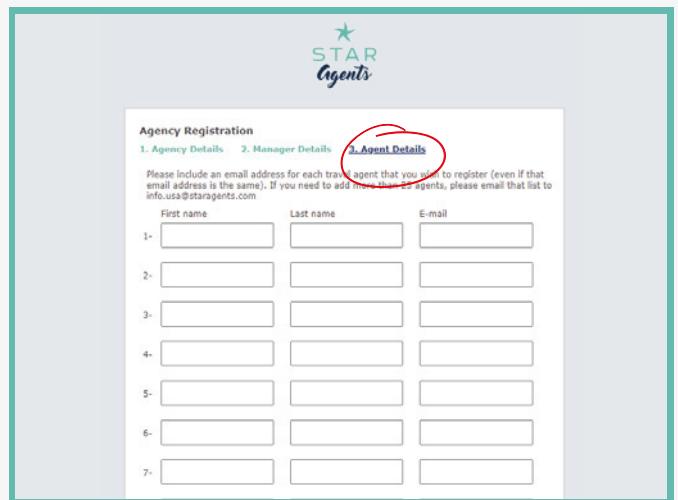 STAR
Agents
Agency Registration
1. Agency Details 2. Manager Details 3. Agent Details
Please include an email address for each travel agent that you wish to register (even if that
email address is the same). If you need to add more than 25 agents, please email that list to
info.usa@staragents.com
First name Last name E-mail
1-
2-
3-
4-
5-
6-
7-